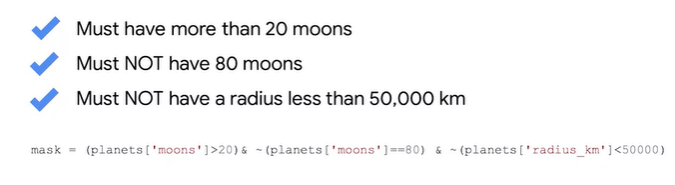 Must have more than 20 moons
Must NOT have 80 moons
Must NOT have a radius less than 50,000 km
mask = (planets['moons']>20)& ~(planets['moons']==80) & ~(planets['radius_km']<50000)